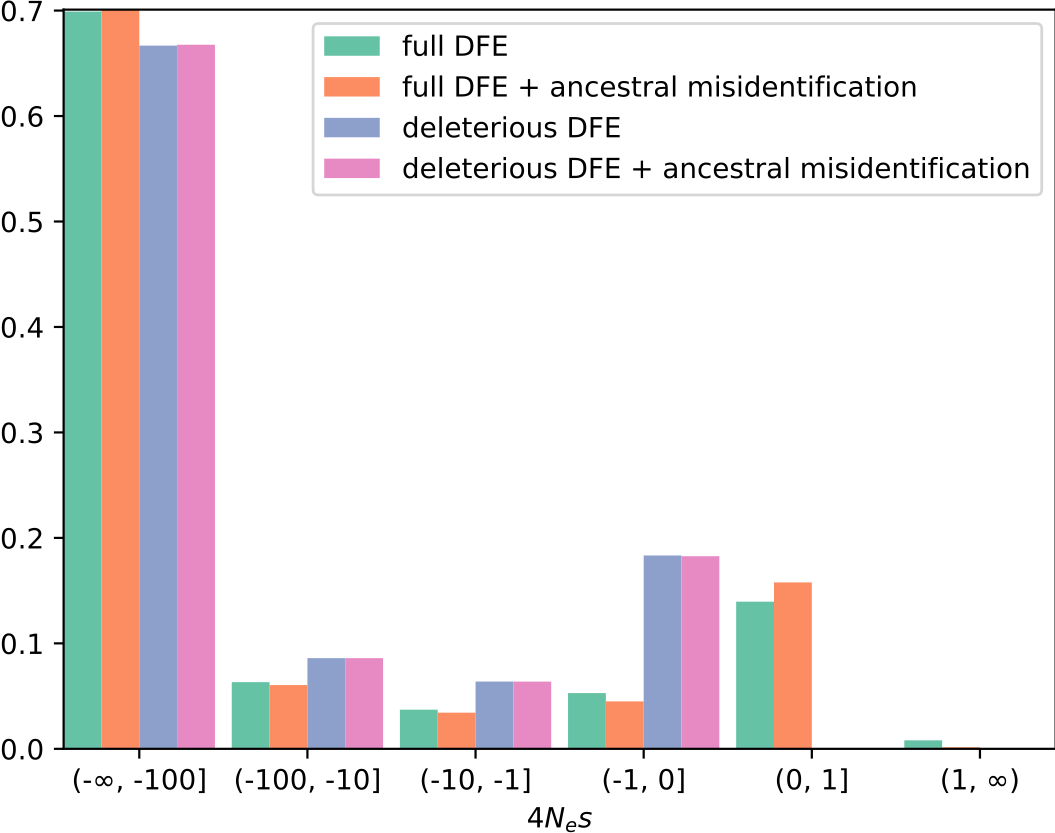 full DFE
full DFE + ancestral misidentification
deleterious DFE
deleterious DFE + ancestral misidentification
0.7
0.6
0.5
0.4
0.3
0.2
0.1
0.0
(-∞, -100] (-100, -10] (-10, -1] (-1, 0] (0, 1] (1, ∞)
4Nₑs